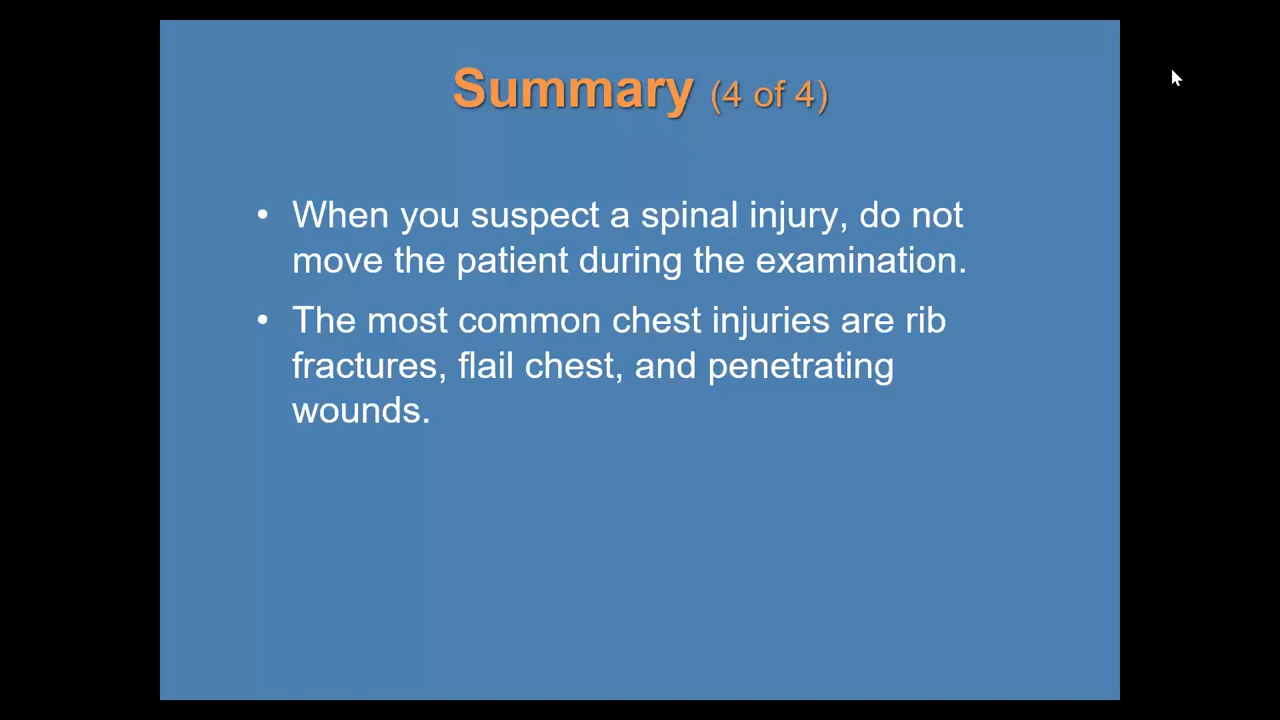 Summary (4 of 4)
• When you suspect a spinal injury, do not
move the patient during the examination.
• The most common chest injuries are rib
fractures, flail chest, and penetrating
wounds.